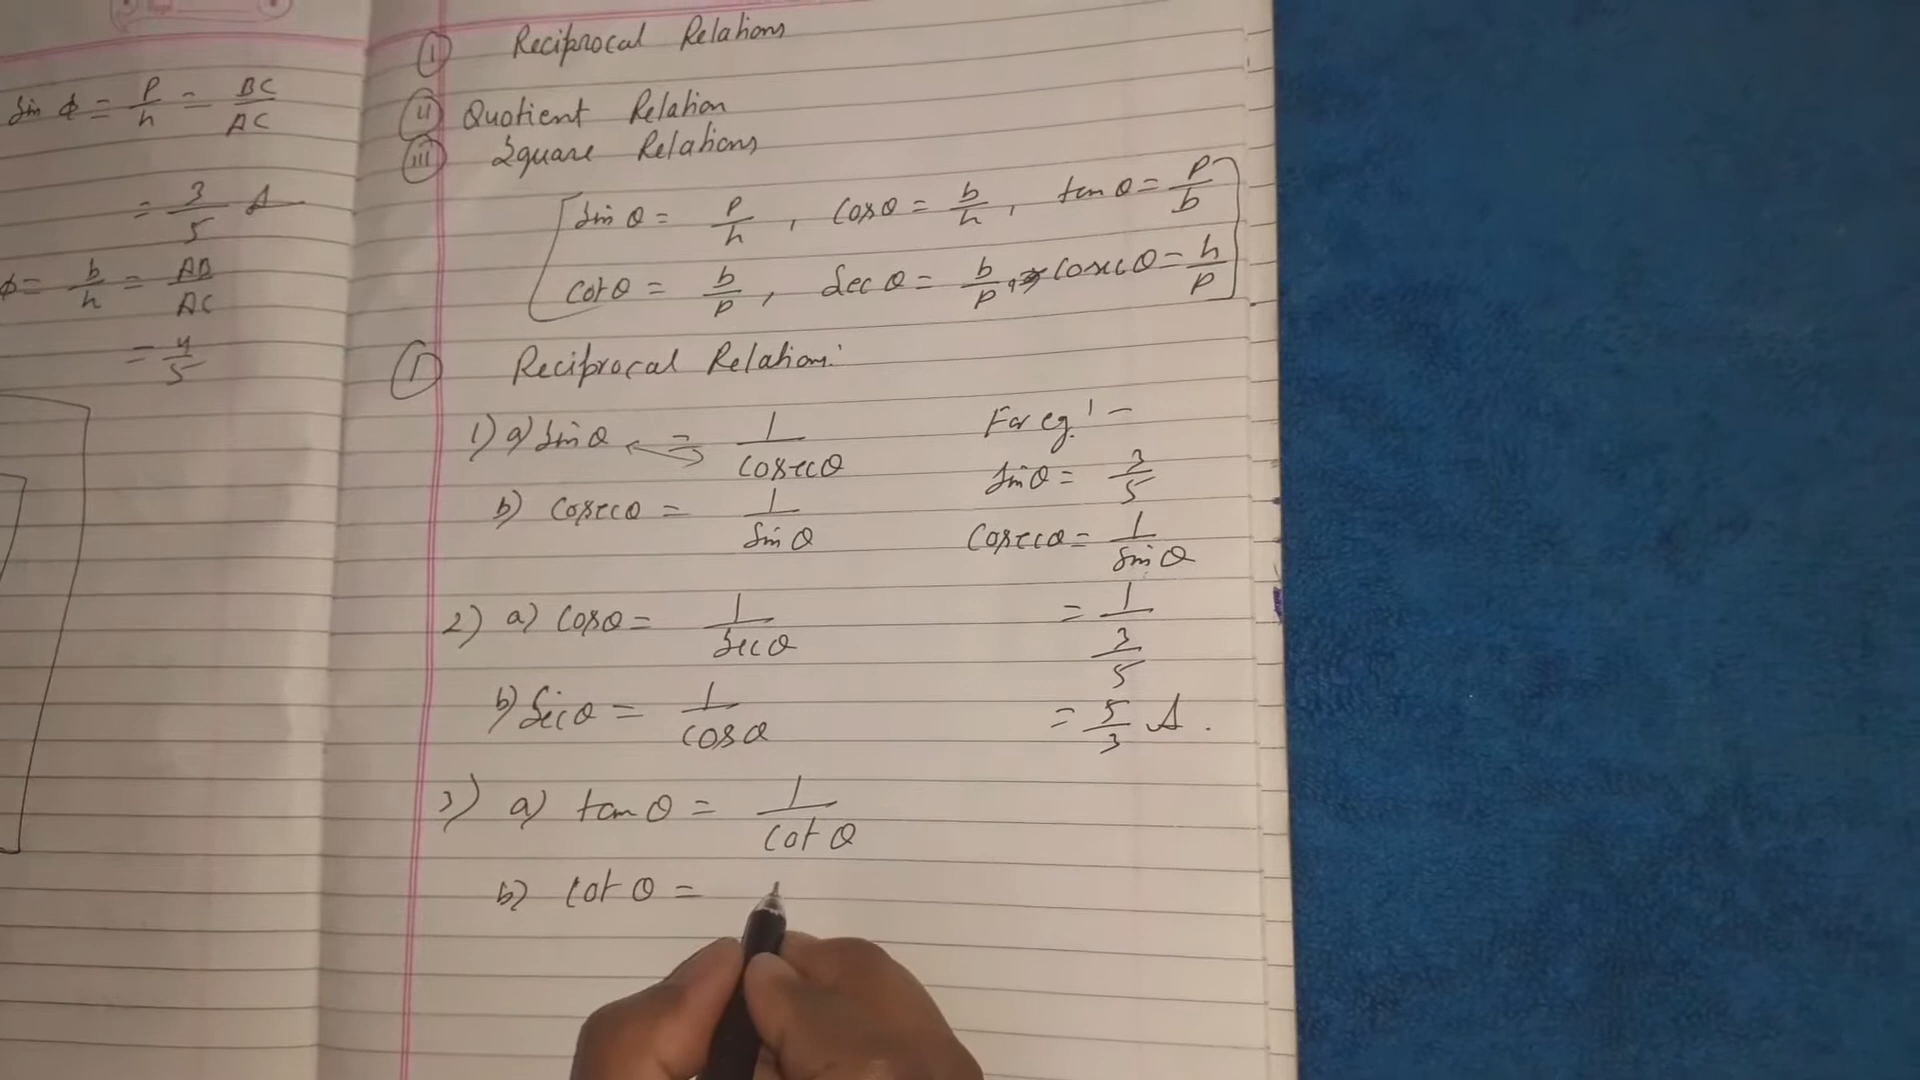 sin φ = p/h = BC/AC
= 3/5
φ = b/h = AB/AC
= 4/5
(I) Reciprocal Relations
(II) Quotient Relation
(III) Square Relations
sin θ = p/h , cos θ = b/h , tan θ = p/b
cot θ = b/p , sec θ = b/p , cosec θ = h/p
(I) Reciprocal Relation:
1) a) sin θ = 1/cosec θ
b) cosec θ = 1/sin θ
2) a) cos θ = 1/sec θ
b) sec θ = 1/cos θ
3) a) tan θ = 1/cot θ
b) cot θ =
For eg! -
sin θ = 3/5
cosec θ = 1/sin θ
= 1/(3/5)
= 5/3